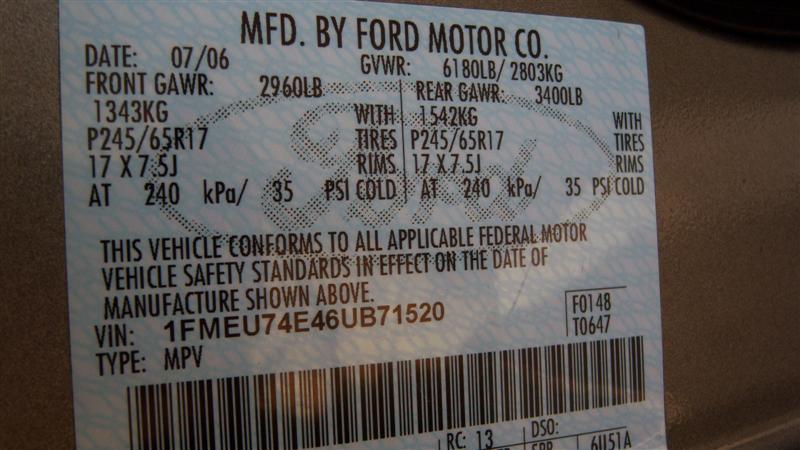 MFD. BY FORD MOTOR CO.
DATE: 07/06 GVWR: 6180LB/ 2803KG
FRONT GAWR: 2960LB REAR GAWR: 3400LB
1343KG WITH 1542KG WITH
P245/65R17 TIRES P245/65R17 TIRES
17 X 7.5J RIMS 17 X 7.5J RIMS
AT 240 kPa/ 35 PSI COLD AT 240 kPa/ 35 PSI COLD
Ford
THIS VEHICLE CONFORMS TO ALL APPLICABLE FEDERAL MOTOR
VEHICLE SAFETY STANDARDS IN EFFECT ON THE DATE OF
MANUFACTURE SHOWN ABOVE.
VIN: 1FMEU74E46UB71520 F0148
TYPE: MPV T0647
RC: 13 DSO:
6U51A